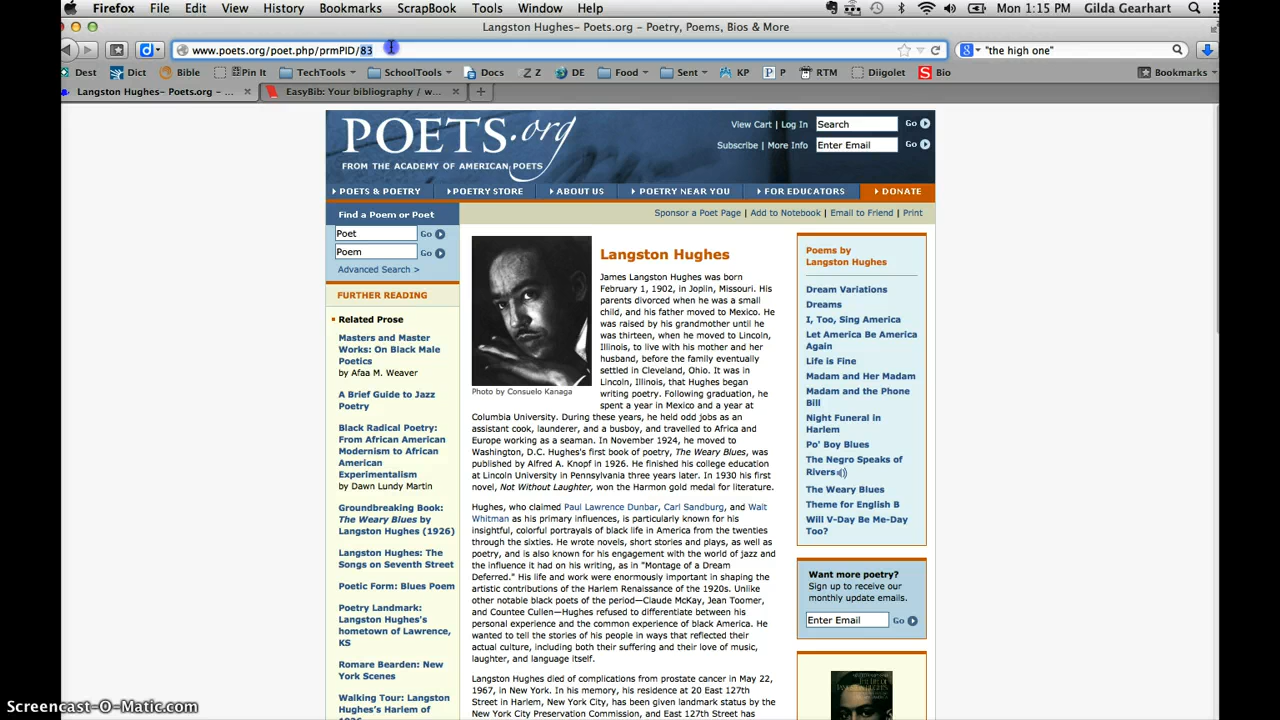 Firefox File Edit View History Bookmarks ScrapBook Tools Window Help Mon 1:15 PM Gilda Gearhart
Langston Hughes- Poets.org - Poetry, Poems, Bios & More
www.poets.org/poet.php/prmPID/83 "the high one"
Dest Dict Bible Pin It TechTools SchoolTools Docs Z Z DE Food Sent KP P RTM Diigolet Bio Bookmarks
Langston Hughes- Poets.org - ... EasyBib: Your bibliography / w...
POETS.org
FROM THE ACADEMY OF AMERICAN POETS
View Cart | Log In Search Go
Subscribe | More Info Enter Email Go
POETS & POETRY POETRY STORE ABOUT US POETRY NEAR YOU FOR EDUCATORS DONATE
Sponsor a Poet Page | Add to Notebook | Email to Friend | Print
Find a Poem or Poet
Poet Go
Poem Go
Advanced Search >
FURTHER READING
Related Prose
Masters and Master
Works: On Black Male
Poetics
by Afaa M. Weaver
A Brief Guide to Jazz
Poetry
Black Radical Poetry:
From African American
Modernism to African
American
Experimentalism
by Dawn Lundy Martin
Groundbreaking Book:
The Weary Blues by
Langston Hughes (1926)
Langston Hughes: The
Songs on Seventh Street
Poetic Form: Blues Poem
Poetry Landmark:
Langston Hughes's
hometown of Lawrence,
KS
Romare Bearden: New
York Scenes
Walking Tour: Langston
Hughes's Harlem of
Photo by Consuelo Kanaga
Langston Hughes
James Langston Hughes was born
February 1, 1902, in Joplin, Missouri. His
parents divorced when he was a small
child, and his father moved to Mexico. He
was raised by his grandmother until he
was thirteen, when he moved to Lincoln,
Illinois, to live with his mother and her
husband, before the family eventually
settled in Cleveland, Ohio. It was in
Lincoln, Illinois, that Hughes began
writing poetry. Following graduation, he
spent a year in Mexico and a year at
Columbia University. During these years, he held odd jobs as an
assistant cook, launderer, and a busboy, and travelled to Africa and
Europe working as a seaman. In November 1924, he moved to
Washington, D.C. Hughes's first book of poetry, The Weary Blues, was
published by Alfred A. Knopf in 1926. He finished his college education
at Lincoln University in Pennsylvania three years later. In 1930 his first
novel, Not Without Laughter, won the Harmon gold medal for literature.
Hughes, who claimed Paul Lawrence Dunbar, Carl Sandburg, and Walt
Whitman as his primary influences, is particularly known for his
insightful, colorful portrayals of black life in America from the twenties
through the sixties. He wrote novels, short stories and plays, as well as
poetry, and is also known for his engagement with the world of jazz and
the influence it had on his writing, as in "Montage of a Dream
Deferred." His life and work were enormously important in shaping the
artistic contributions of the Harlem Renaissance of the 1920s. Unlike
other notable black poets of the period—Claude McKay, Jean Toomer,
and Countee Cullen—Hughes refused to differentiate between his
personal experience and the common experience of black America. He
wanted to tell the stories of his people in ways that reflected their
actual culture, including both their suffering and their love of music,
laughter, and language itself.
Langston Hughes died of complications from prostate cancer in May 22,
1967, in New York. In his memory, his residence at 20 East 127th
Street in Harlem, New York City, has been given landmark status by the
New York City Preservation Commission, and East 127th Street has
Poems by
Langston Hughes
Dream Variations
Dreams
I, Too, Sing America
Let America Be America
Again
Life is Fine
Madam and Her Madam
Madam and the Phone
Bill
Night Funeral in
Harlem
Po' Boy Blues
The Negro Speaks of
Rivers
The Weary Blues
Theme for English B
Will V-Day Be Me-Day
Too?
Want more poetry?
Sign up to receive our
monthly update emails.
Enter Email Go
Screencast-O-Matic.com